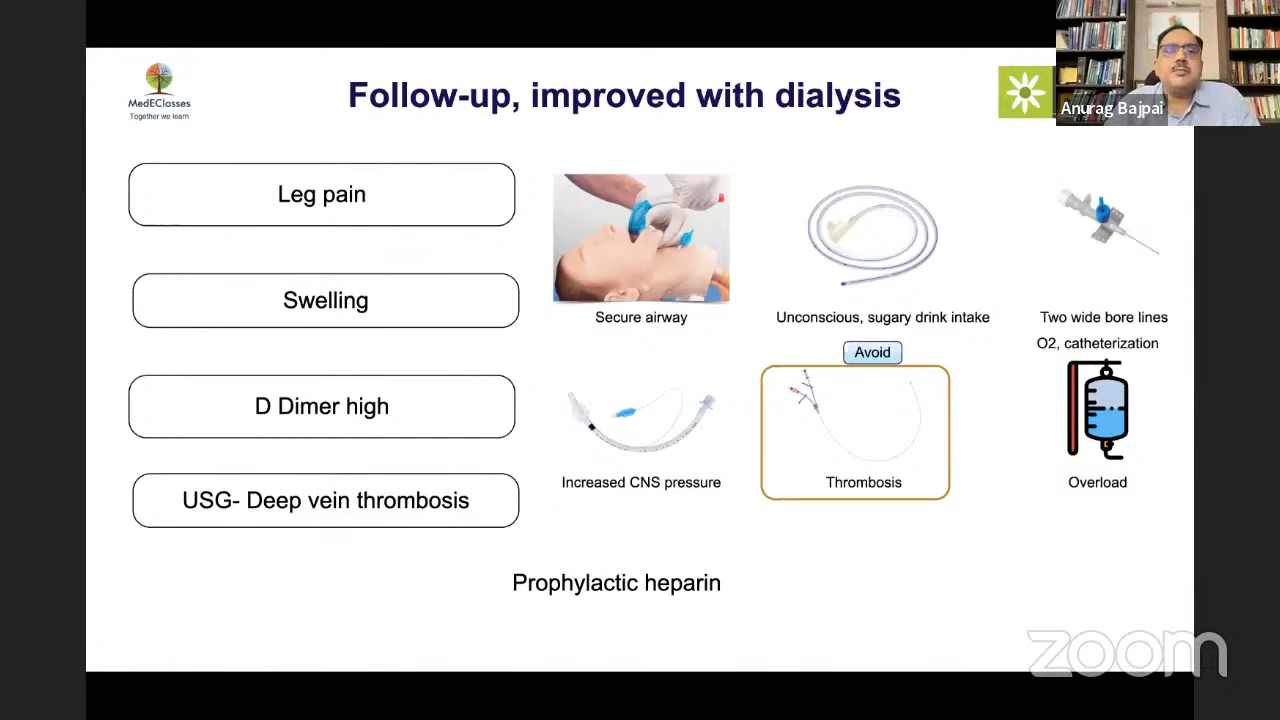 MedEClasses
Together we learn
Follow-up, improved with dialysis
Anurag Bajpai
Leg pain
Swelling
D Dimer high
USG- Deep vein thrombosis
Secure airway
Unconscious, sugary drink intake
Two wide bore lines
O2, catheterization
Avoid
Increased CNS pressure
Thrombosis
Overload
Prophylactic heparin
zoom